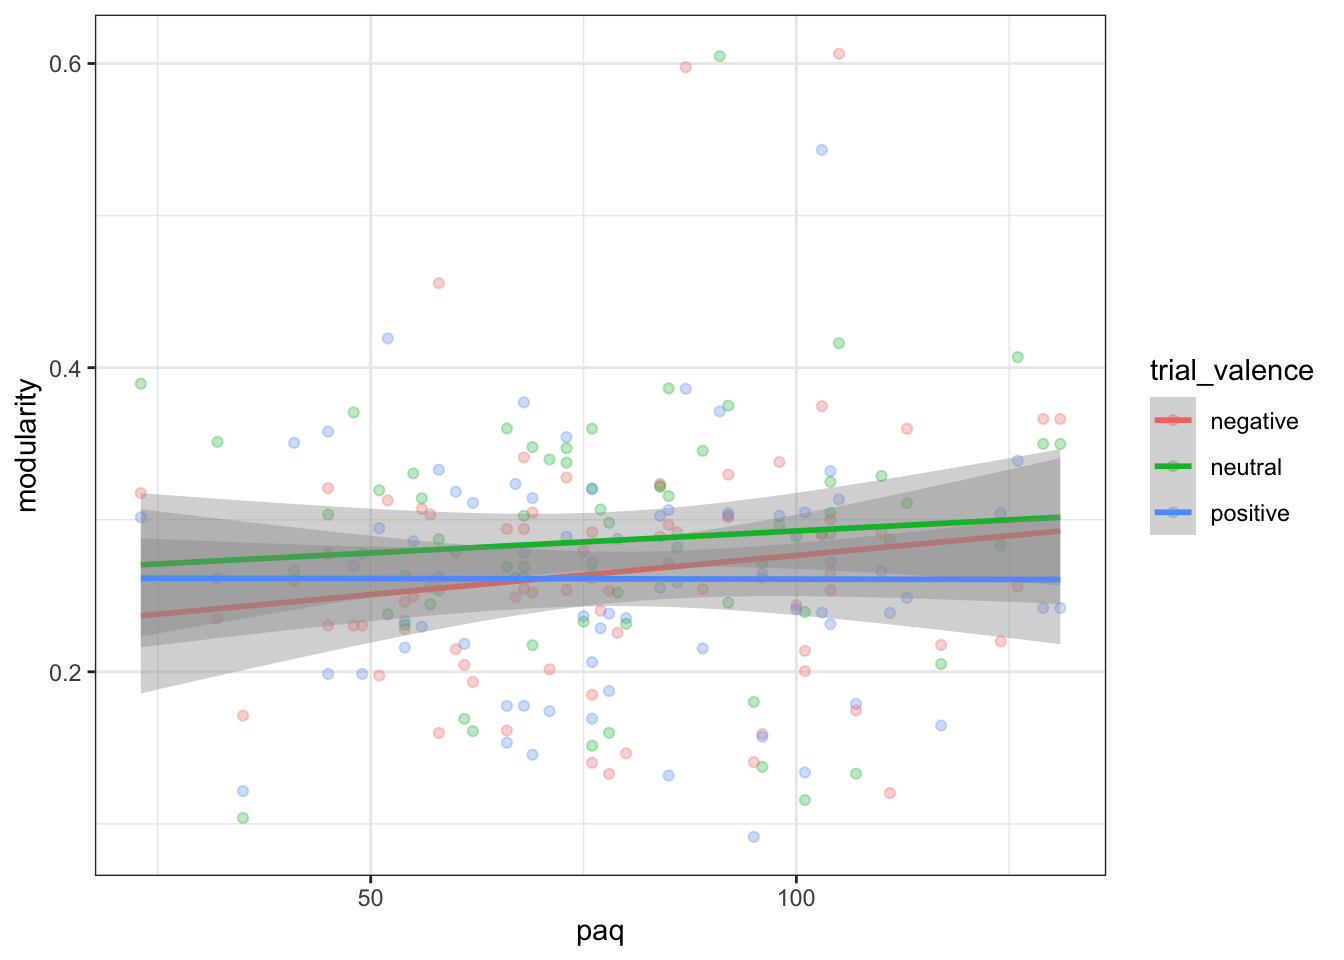 0.6
0.4
0.2
modularity
50
100
paq
trial_valence
negative
neutral
positive